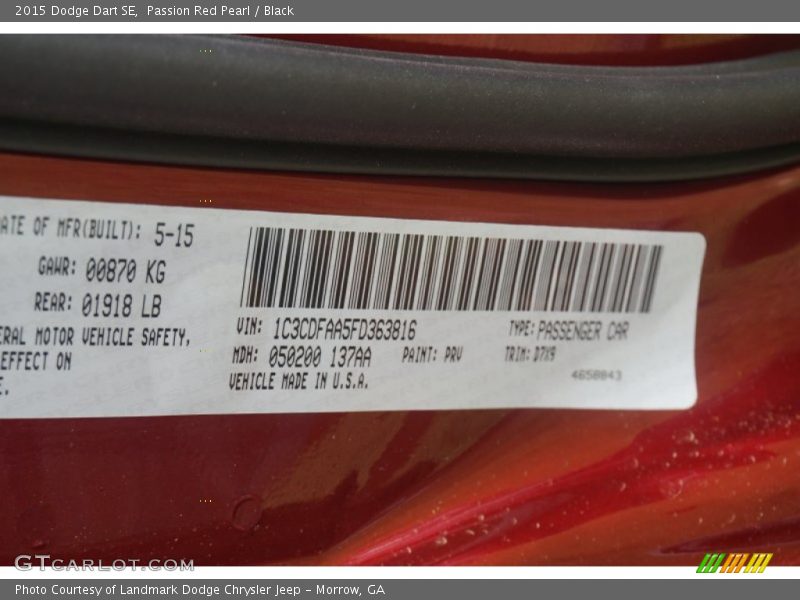 2015 Dodge Dart SE, Passion Red Pearl / Black
ATE OF MFR(BUILT): 5-15
GAWR: 00870 KG
REAR: 01918 LB
ERAL MOTOR VEHICLE SAFETY,
EFFECT ON
E.
VIN: 1C3CDFAA5FD363816
TYPE: PASSENGER CAR
MDH: 050200 137AA
PAINT: PRV
TRIM: D7X9
VEHICLE MADE IN U.S.A.
4658843
GTCARLOT.COM
Photo Courtesy of Landmark Dodge Chrysler Jeep – Morrow, GA